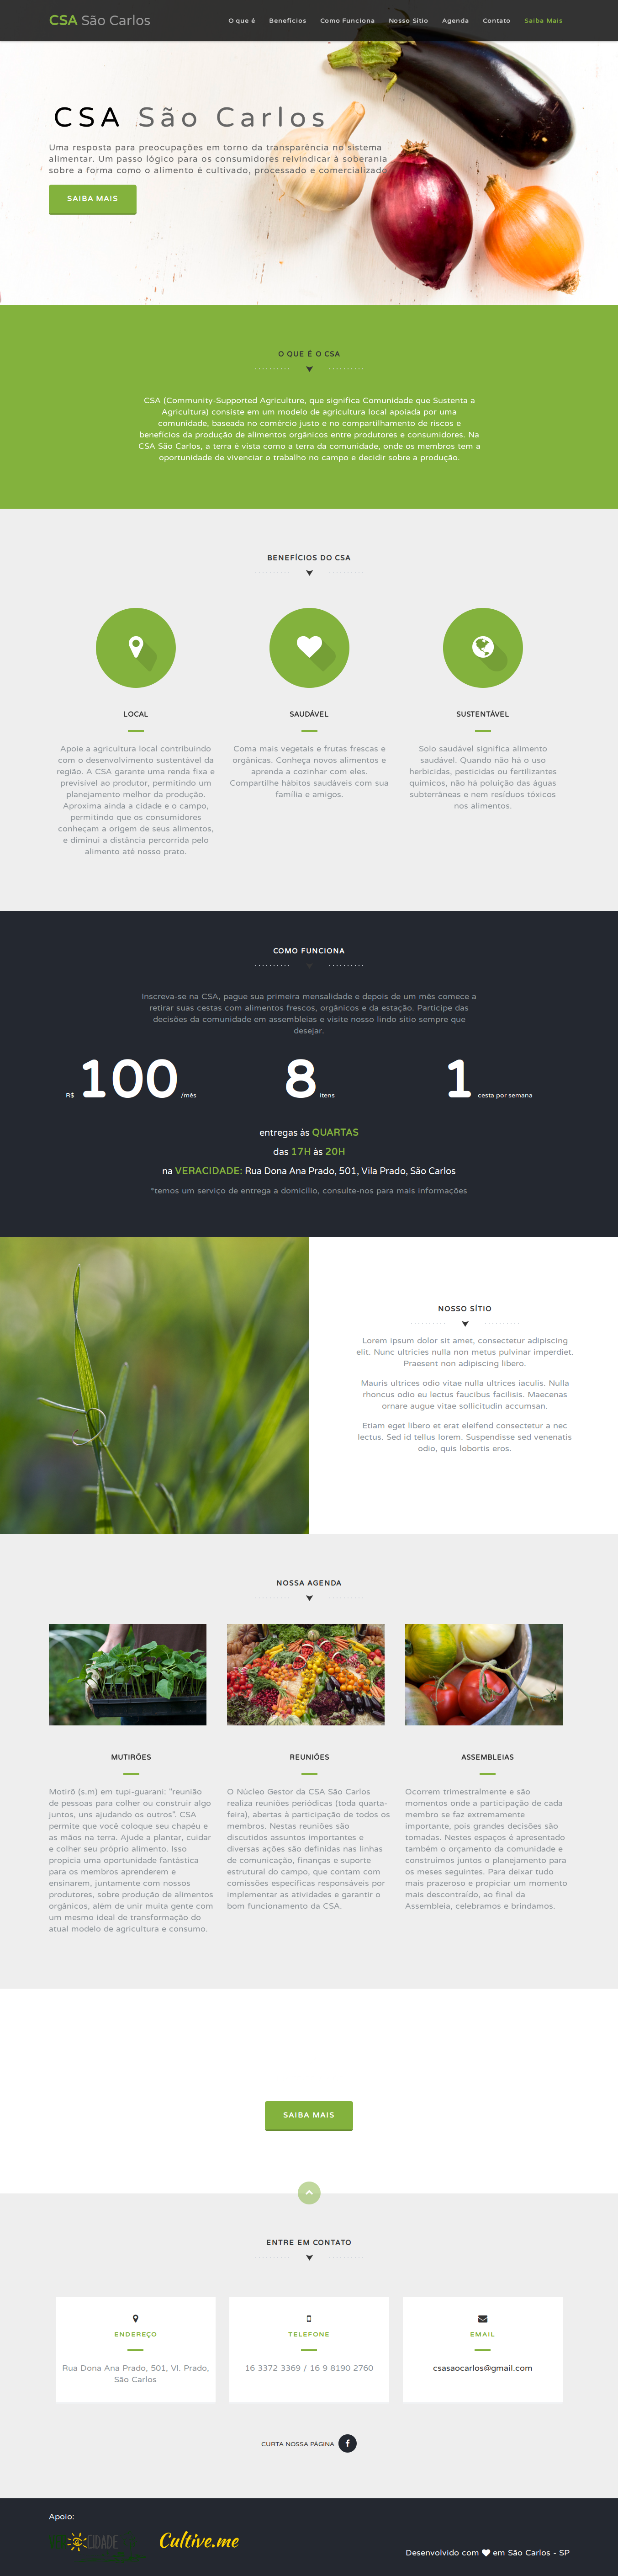 CSA São Carlos
O que é Benefícios Como Funciona Nosso Sítio Agenda Contato Saiba Mais
CSA São Carlos
Uma resposta para preocupações em torno da transparência no sistema
alimentar. Um passo lógico para os consumidores reivindicar à soberania
sobre a forma como o alimento é cultivado, processado e comercializado
SAIBA MAIS
O QUE É O CSA
CSA (Community-Supported Agriculture, que significa Comunidade que Sustenta a
Agricultura) consiste em um modelo de agricultura local apoiada por uma
comunidade, baseada no comércio justo e no compartilhamento de riscos e
benefícios da produção de alimentos orgânicos entre produtores e consumidores. Na
CSA São Carlos, a terra é vista como a terra da comunidade, onde os membros tem a
oportunidade de vivenciar o trabalho no campo e decidir sobre a produção.
BENEFÍCIOS DO CSA
LOCAL
Apoie a agricultura local contribuindo
com o desenvolvimento sustentável da
região. A CSA garante uma renda fixa e
previsível ao produtor, permitindo um
planejamento melhor da produção.
Aproxima ainda a cidade e o campo,
permitindo que os consumidores
conheçam a origem de seus alimentos,
e diminui a distância percorrida pelo
alimento até nosso prato.
SAUDÁVEL
Coma mais vegetais e frutas frescas e
orgânicas. Conheça novos alimentos e
aprenda a cozinhar com eles.
Compartilhe hábitos saudáveis com sua
família e amigos.
SUSTENTÁVEL
Solo saudável significa alimento
saudável. Quando não há o uso
herbicidas, pesticidas ou fertilizantes
químicos, não há poluição das águas
subterrâneas e nem resíduos tóxicos
nos alimentos.
COMO FUNCIONA
Inscreva-se na CSA, pague sua primeira mensalidade e depois de um mês comece a
retirar suas cestas com alimentos frescos, orgânicos e da estação. Participe das
decisões da comunidade em assembleias e visite nosso lindo sítio sempre que
desejar.
R$ 100 /mês
8 itens
1 cesta por semana
entregas às QUARTAS
das 17H às 20H
na VERACIDADE: Rua Dona Ana Prado, 501, Vila Prado, São Carlos
*temos um serviço de entrega a domicílio, consulte-nos para mais informações
NOSSO SÍTIO
Lorem ipsum dolor sit amet, consectetur adipiscing
elit. Nunc ultricies nulla non metus pulvinar imperdiet.
Praesent non adipiscing libero.
Mauris ultrices odio vitae nulla ultrices iaculis. Nulla
rhoncus odio eu lectus faucibus facilisis. Maecenas
ornare augue vitae sollicitudin accumsan.
Etiam eget libero et erat eleifend consectetur a nec
lectus. Sed id tellus lorem. Suspendisse sed venenatis
odio, quis lobortis eros.
NOSSA AGENDA
MUTIRÕES
Motirõ (s.m) em tupi-guarani: "reunião
de pessoas para colher ou construir algo
juntos, uns ajudando os outros". CSA
permite que você coloque seu chapéu e
as mãos na terra. Ajude a plantar, cuidar
e colher seu próprio alimento. Isso
propicia uma oportunidade fantástica
para os membros aprenderem e
ensinarem, juntamente com nossos
produtores, sobre produção de alimentos
orgânicos, além de unir muita gente com
um mesmo ideal de transformação do
atual modelo de agricultura e consumo.
REUNIÕES
O Núcleo Gestor da CSA São Carlos
realiza reuniões periódicas (toda quarta-
feira), abertas à participação de todos os
membros. Nestas reuniões são
discutidos assuntos importantes e
diversas ações são definidas nas linhas
de comunicação, finanças e suporte
estrutural do campo, que contam com
comissões específicas responsáveis por
implementar as atividades e garantir o
bom funcionamento da CSA.
ASSEMBLEIAS
Ocorrem trimestralmente e são
momentos onde a participação de cada
membro se faz extremamente
importante, pois grandes decisões são
tomadas. Nestes espaços é apresentado
também o orçamento da comunidade e
construimos juntos o planejamento para
os meses seguintes. Para deixar tudo
mais prazeroso e propiciar um momento
mais descontraído, ao final da
Assembleia, celebramos e brindamos.
SAIBA MAIS
ENTRE EM CONTATO
ENDEREÇO
Rua Dona Ana Prado, 501, Vl. Prado,
São Carlos
TELEFONE
16 3372 3369 / 16 9 8190 2760
EMAIL
csasaocarlos@gmail.com
CURTA NOSSA PÁGINA
Apoio:
CIDADE
Cultive.me
Desenvolvido com em São Carlos - SP